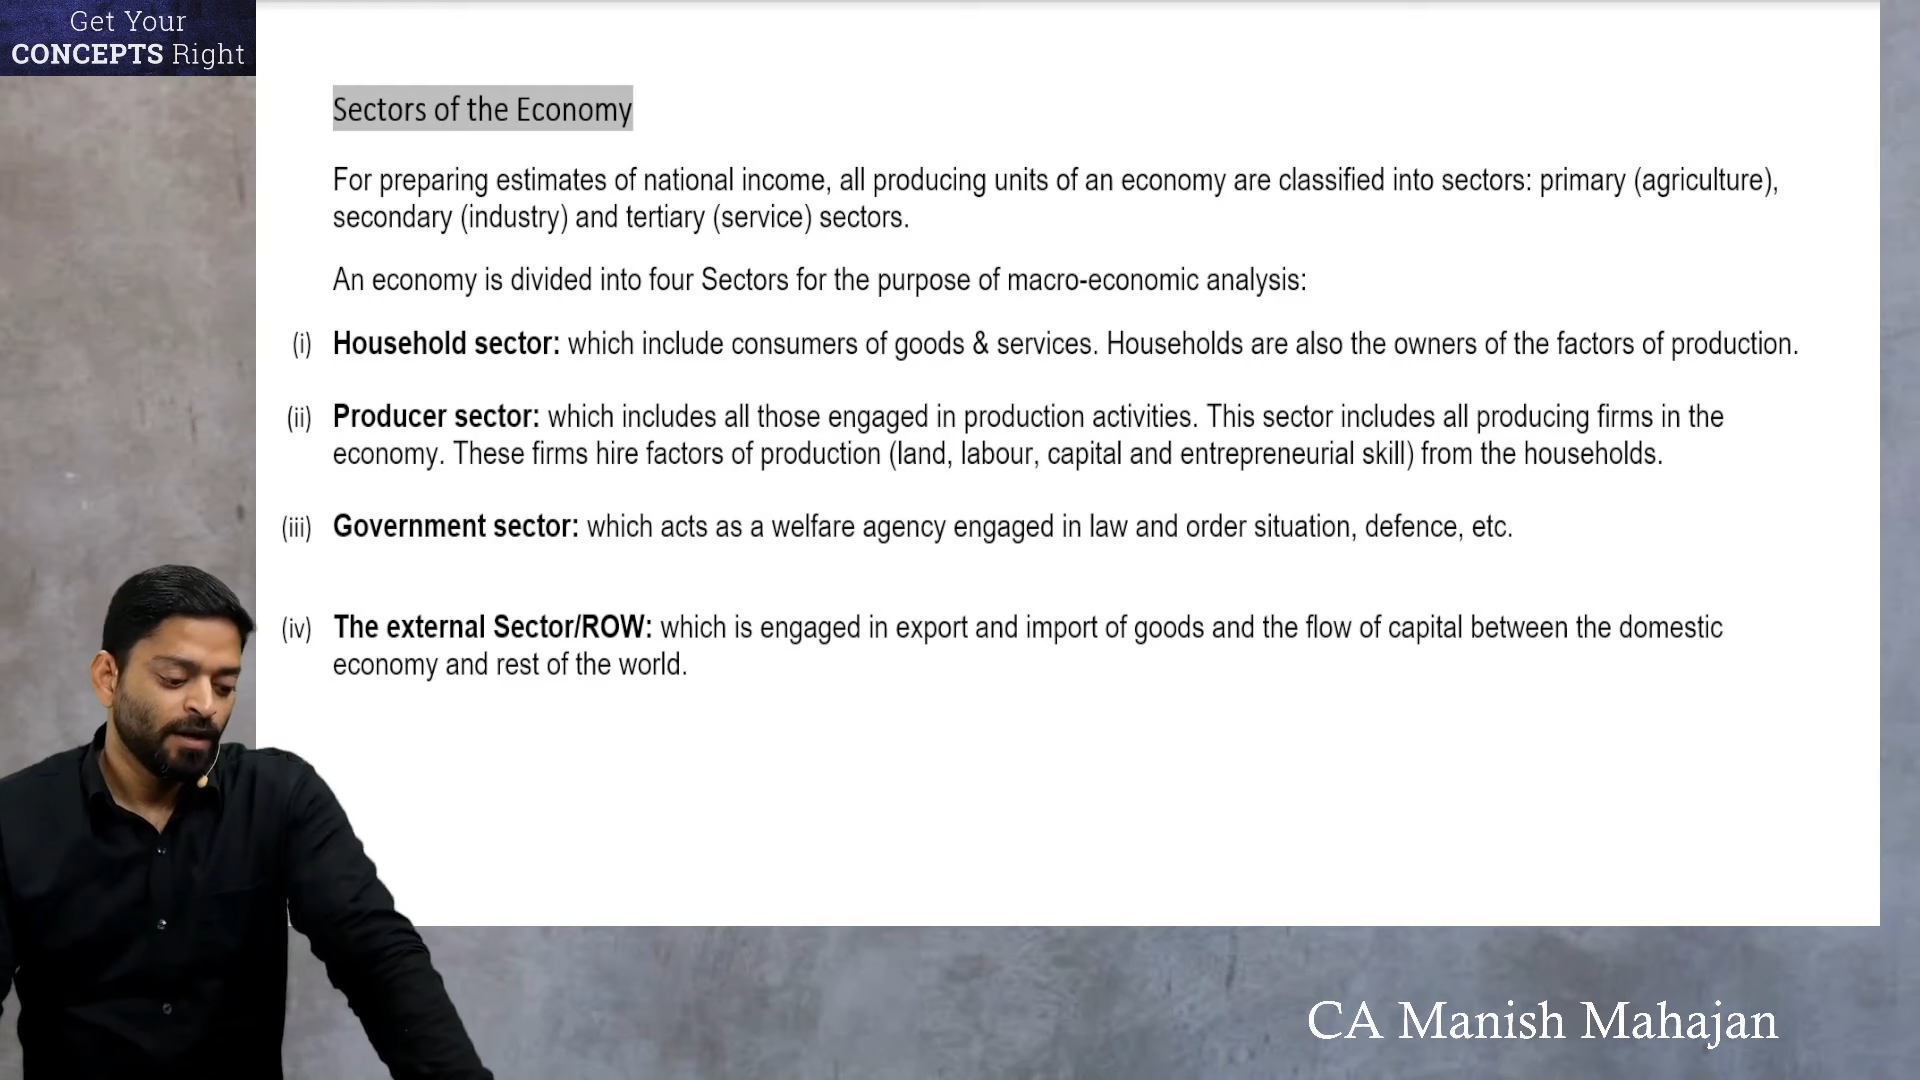 Get Your
CONCEPTS Right
Sectors of the Economy
For preparing estimates of national income, all producing units of an economy are classified into sectors: primary (agriculture),
secondary (industry) and tertiary (service) sectors.
An economy is divided into four Sectors for the purpose of macro-economic analysis:
(i) Household sector: which include consumers of goods & services. Households are also the owners of the factors of production.
(ii) Producer sector: which includes all those engaged in production activities. This sector includes all producing firms in the
economy. These firms hire factors of production (land, labour, capital and entrepreneurial skill) from the households.
(iii) Government sector: which acts as a welfare agency engaged in law and order situation, defence, etc.
(iv) The external Sector/ROW: which is engaged in export and import of goods and the flow of capital between the domestic
economy and rest of the world.
CA Manish Mahajan